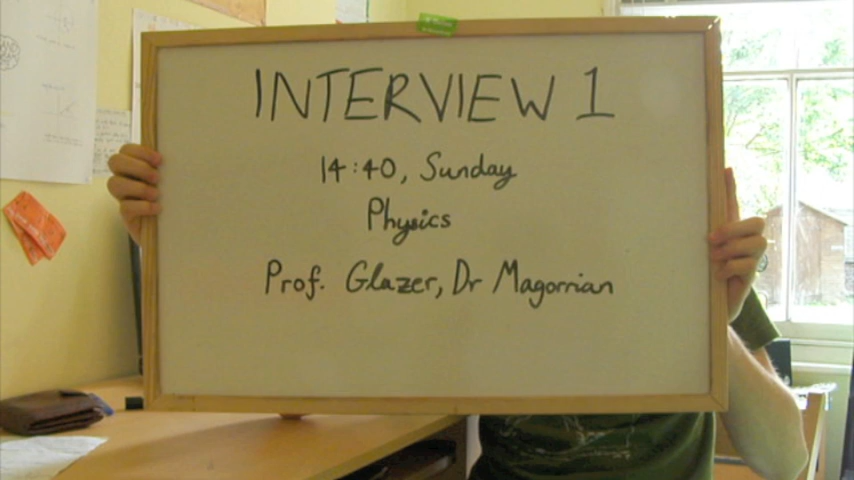 INTERVIEW 1
14:40, Sunday
Physics
Prof. Glazer, Dr Magorrian